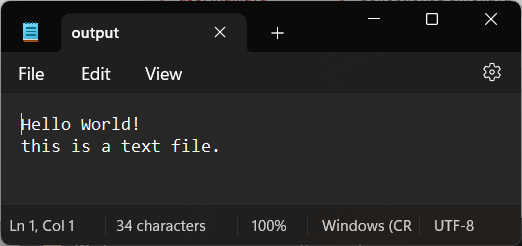 output
File Edit View
Hello World!
this is a text file.
Ln 1, Col 1 34 characters 100% Windows (CR UTF-8